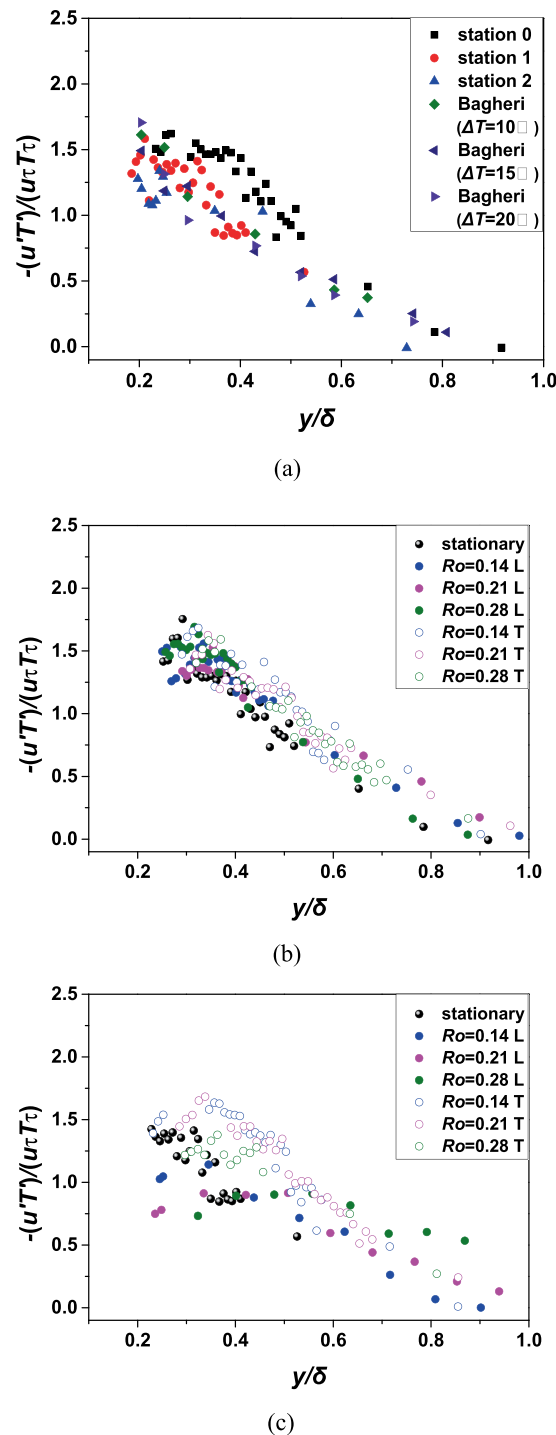 2.5
2.0
1.5
1.0
0.5
0.0
-(u'T')/(uτTτ)
station 0
station 1
station 2
Bagheri
(ΔT=10□ )
Bagheri
(ΔT=15□ )
Bagheri
(ΔT=20□ )
0.2 0.4 0.6 0.8 1.0
y/δ
(a)
2.5
2.0
1.5
1.0
0.5
0.0
-(u'T')/(uτTτ)
stationary
Ro=0.14 L
Ro=0.21 L
Ro=0.28 L
Ro=0.14 T
Ro=0.21 T
Ro=0.28 T
0.2 0.4 0.6 0.8 1.0
y/δ
(b)
2.5
2.0
1.5
1.0
0.5
0.0
-(u'T')/(uτTτ)
stationary
Ro=0.14 L
Ro=0.21 L
Ro=0.28 L
Ro=0.14 T
Ro=0.21 T
Ro=0.28 T
0.2 0.4 0.6 0.8 1.0
y/δ
(c)